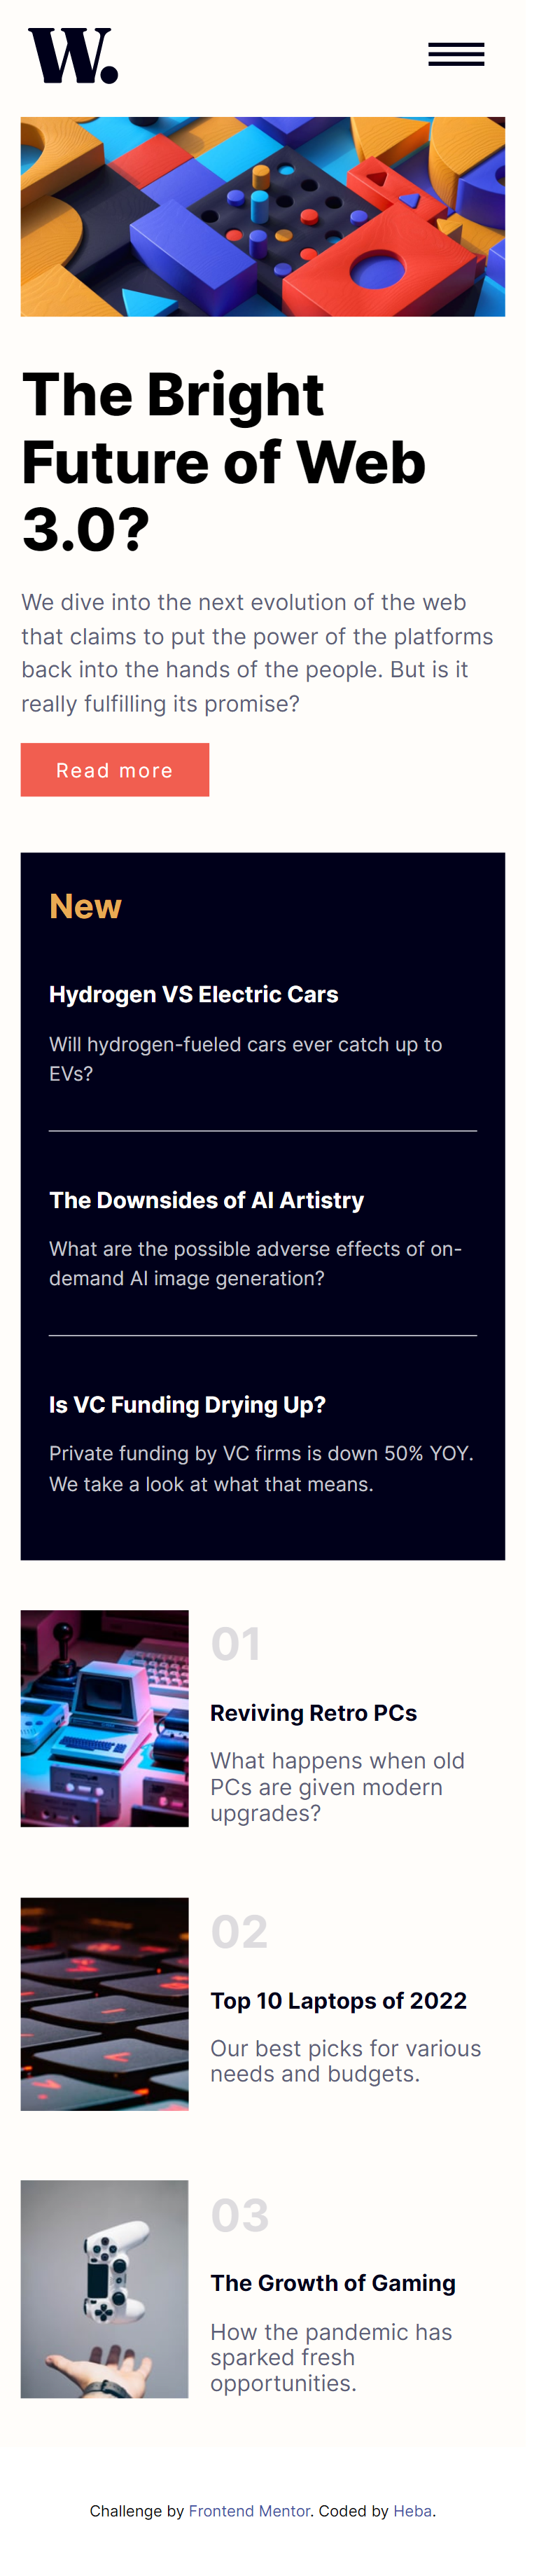 W.
The Bright
Future of Web
3.0?
We dive into the next evolution of the web
that claims to put the power of the platforms
back into the hands of the people. But is it
really fulfilling its promise?
Read more
New
Hydrogen VS Electric Cars
Will hydrogen-fueled cars ever catch up to
EVs?
The Downsides of AI Artistry
What are the possible adverse effects of on-
demand AI image generation?
Is VC Funding Drying Up?
Private funding by VC firms is down 50% YOY.
We take a look at what that means.
01
Reviving Retro PCs
What happens when old
PCs are given modern
upgrades?
02
Top 10 Laptops of 2022
Our best picks for various
needs and budgets.
03
The Growth of Gaming
How the pandemic has
sparked fresh
opportunities.
Challenge by Frontend Mentor. Coded by Heba.